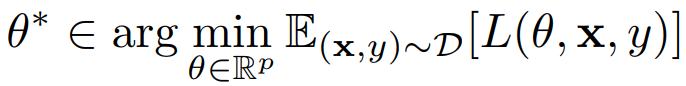 θ* ∈ arg min_{θ∈ℝ^p} 𝔼_{(𝐱,y)∼𝒟}[L(θ, 𝐱, y)]